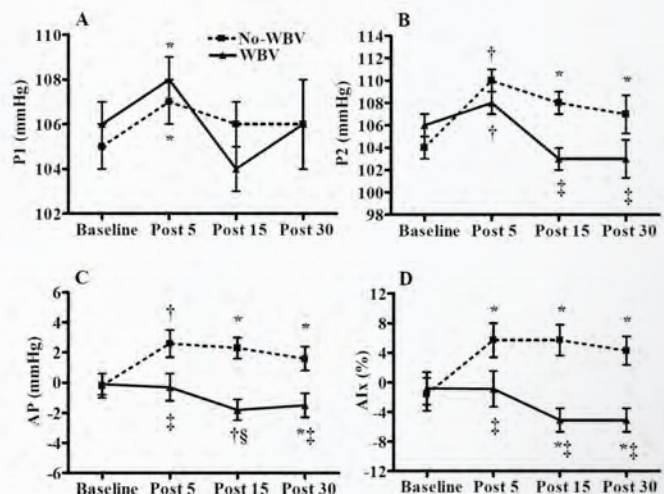 A
No-WBV
WBV
P1 (mmHg)
110
108
106
104
102
*
*
Baseline Post 5 Post 15 Post 30
B
P2 (mmHg)
114
112
110
108
106
104
102
100
98
† * *
† ‡ ‡
Baseline Post 5 Post 15 Post 30
C
AP (mmHg)
6
4
2
0
-2
-4
-6
† * *
‡ †§ *‡
Baseline Post 5 Post 15 Post 30
D
AIx (%)
12
8
4
0
-4
-8
-12
* * *
‡ *‡ *‡
Baseline Post 5 Post 15 Post 30